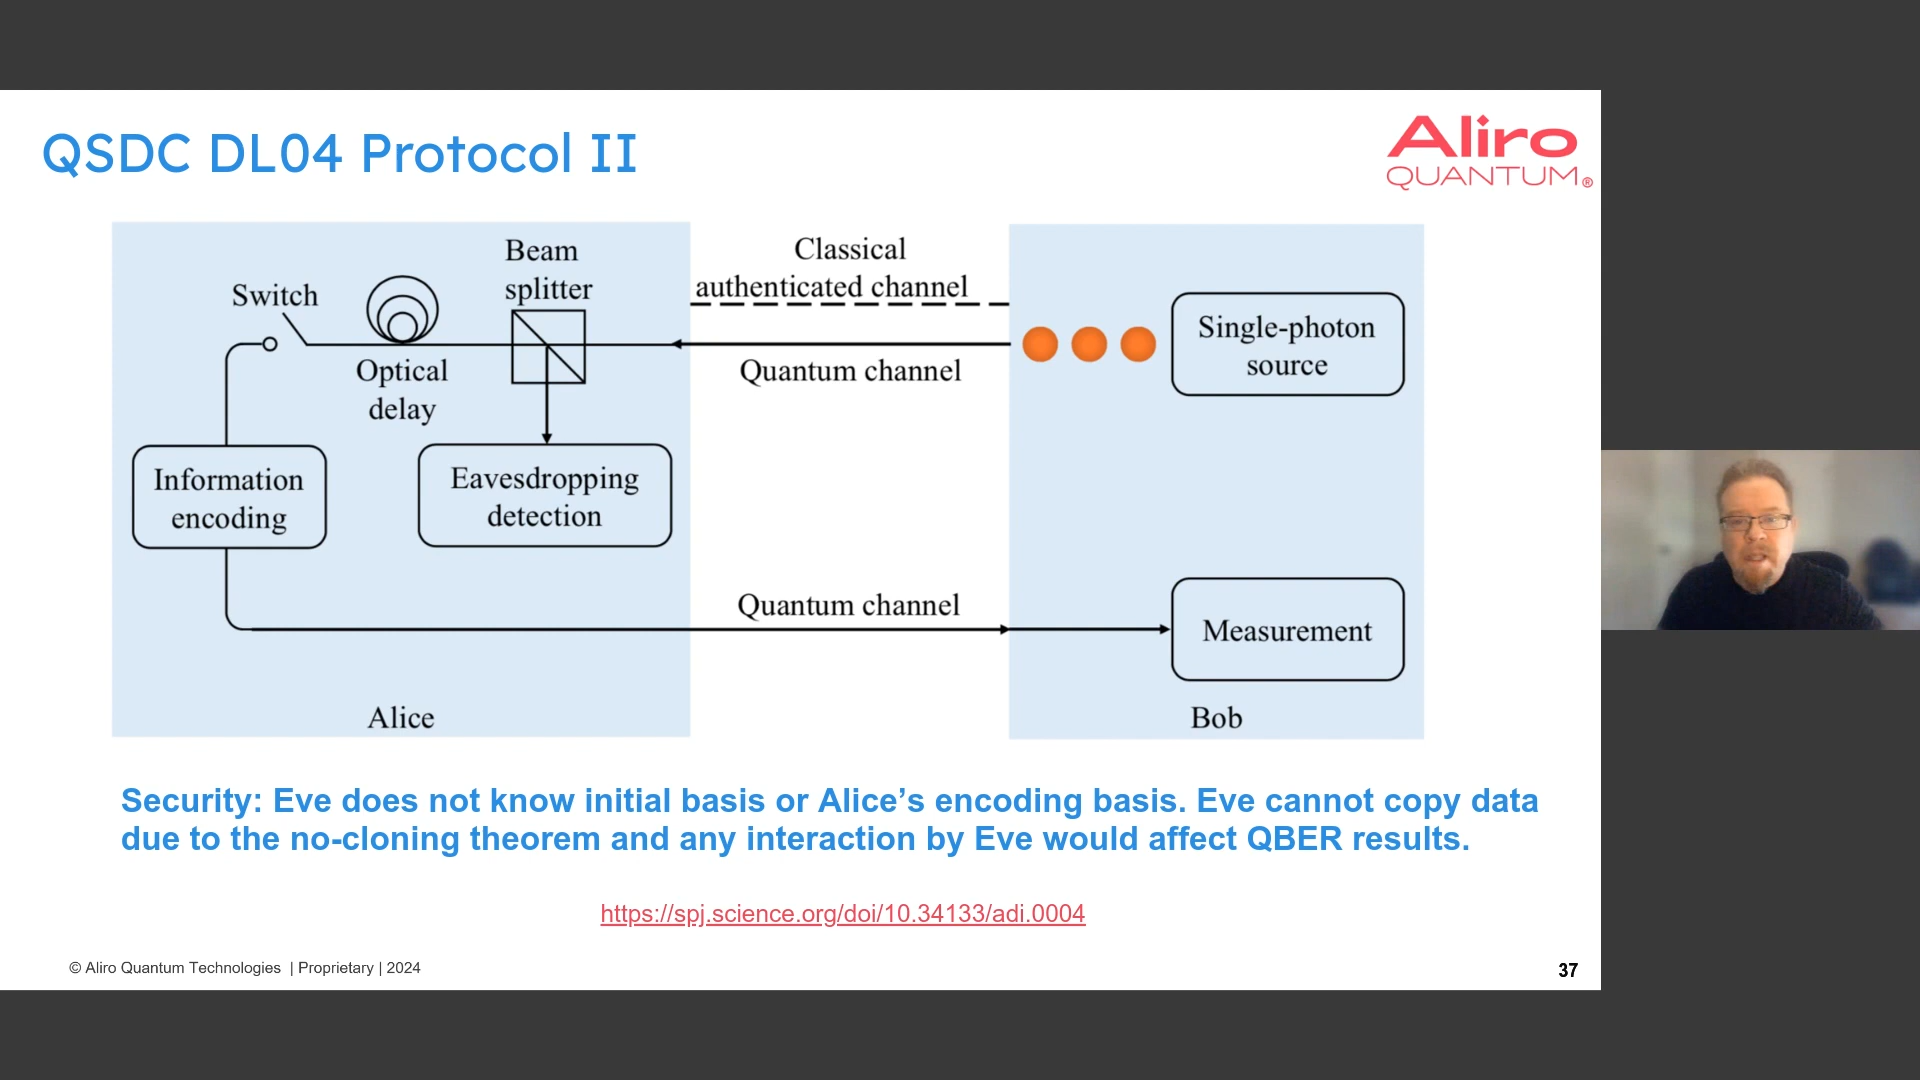 QSDC DL04 Protocol II
Aliro
QUANTUM®
Beam
splitter
Switch
Optical
delay
Information
encoding
Eavesdropping
detection
Alice
Classical
authenticated channel
Quantum channel
Quantum channel
Single-photon
source
Measurement
Bob
Security: Eve does not know initial basis or Alice’s encoding basis. Eve cannot copy data
due to the no-cloning theorem and any interaction by Eve would affect QBER results.
https://spj.science.org/doi/10.34133/adi.0004
© Aliro Quantum Technologies | Proprietary | 2024
37